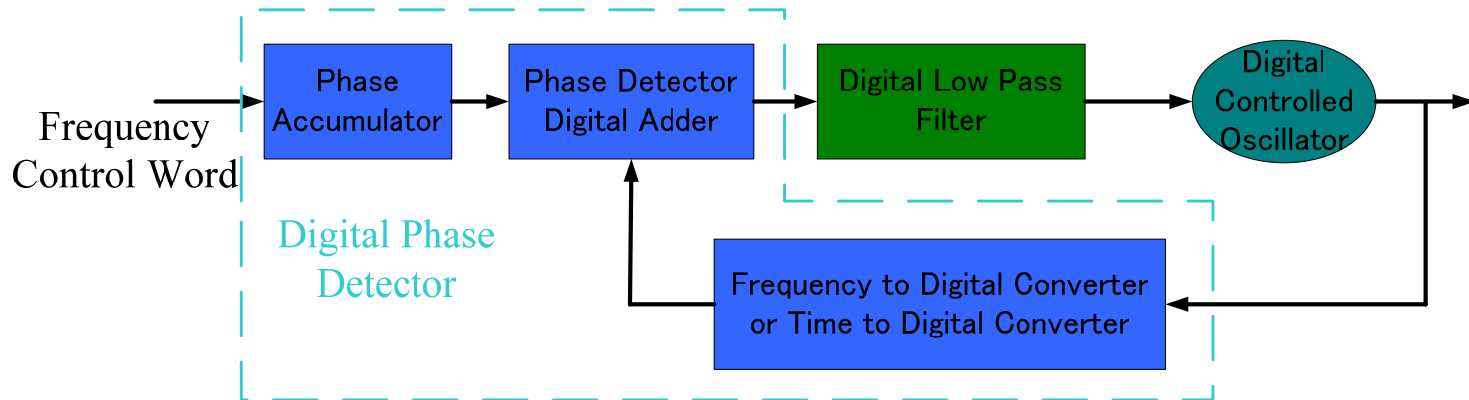 Frequency
Control Word
Phase
Accumulator
Phase Detector
Digital Adder
Digital Low Pass
Filter
Digital
Controlled
Oscillator
Digital Phase
Detector
Frequency to Digital Converter
or Time to Digital Converter